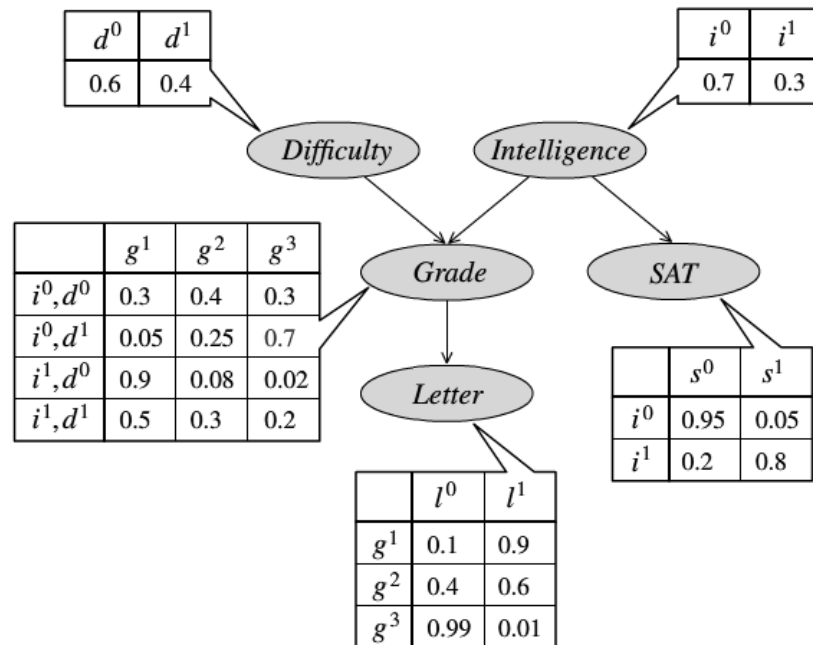 d⁰ d¹
0.6 0.4
i⁰ i¹
0.7 0.3
Difficulty
Intelligence
g¹ g² g³
i⁰,d⁰ 0.3 0.4 0.3
i⁰,d¹ 0.05 0.25 0.7
i¹,d⁰ 0.9 0.08 0.02
i¹,d¹ 0.5 0.3 0.2
Grade
SAT
Letter
s⁰ s¹
i⁰ 0.95 0.05
i¹ 0.2 0.8
l⁰ l¹
g¹ 0.1 0.9
g² 0.4 0.6
g³ 0.99 0.01